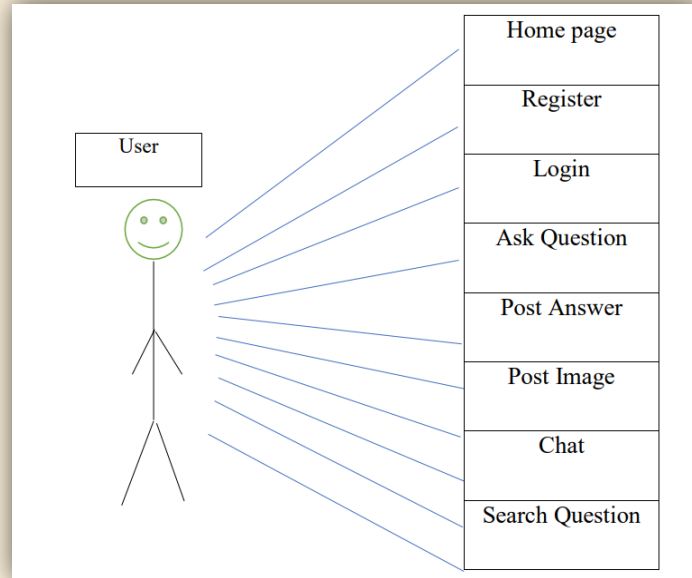 User
Home page
Register
Login
Ask Question
Post Answer
Post Image
Chat
Search Question